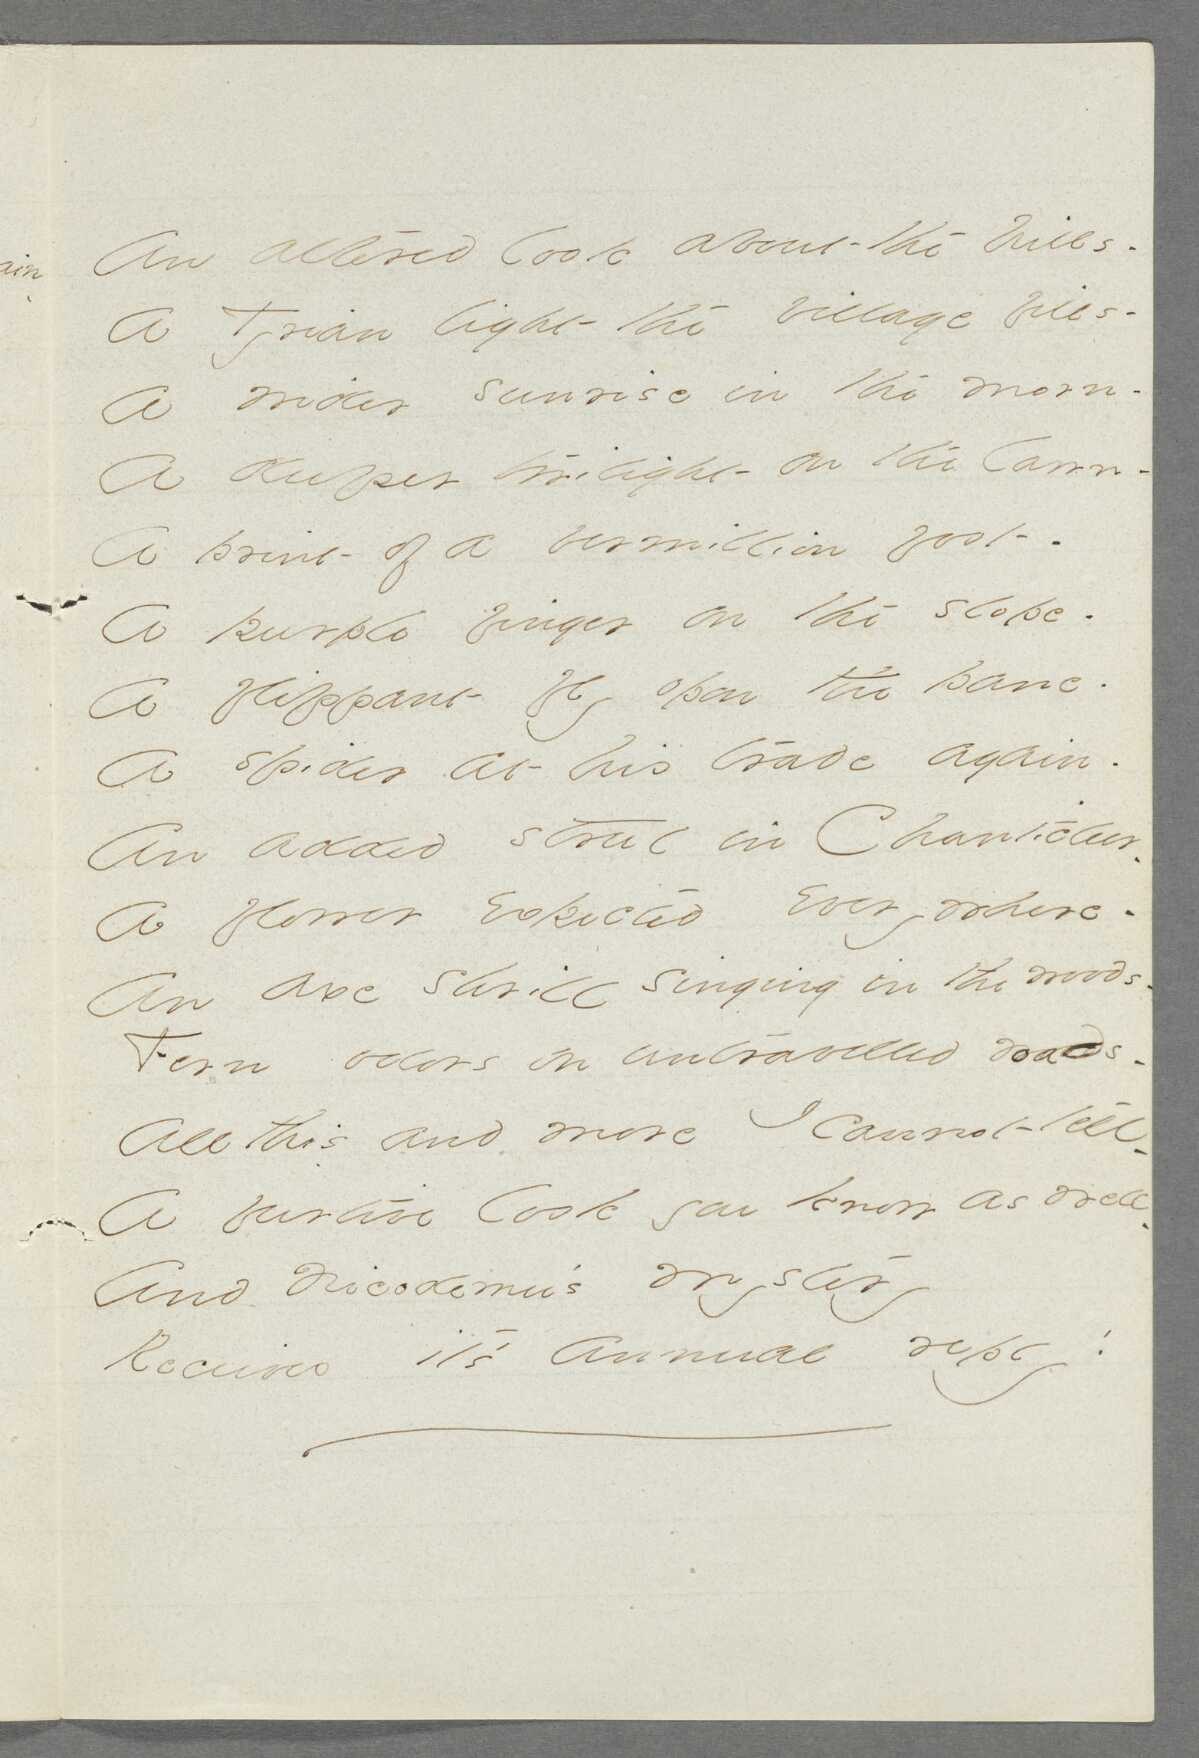 ain
An altered look about the hills -
A Tyrian light the village fills -
A wider sunrise in the morn -
A deeper twilight on the lawn -
A print of a vermillion foot -
A purple finger on the slope -
A flippant fly opon the pane -
A spider at his trade again -
An added strut in Chanticleer -
A flower expected everywhere -
An axe shrill singing in the woods -
Fern odors on untravelled roads -
All this and more I cannot tell -
A furtive look you know as well -
And Nicodemus' Mystery
Receives it's annual reply!